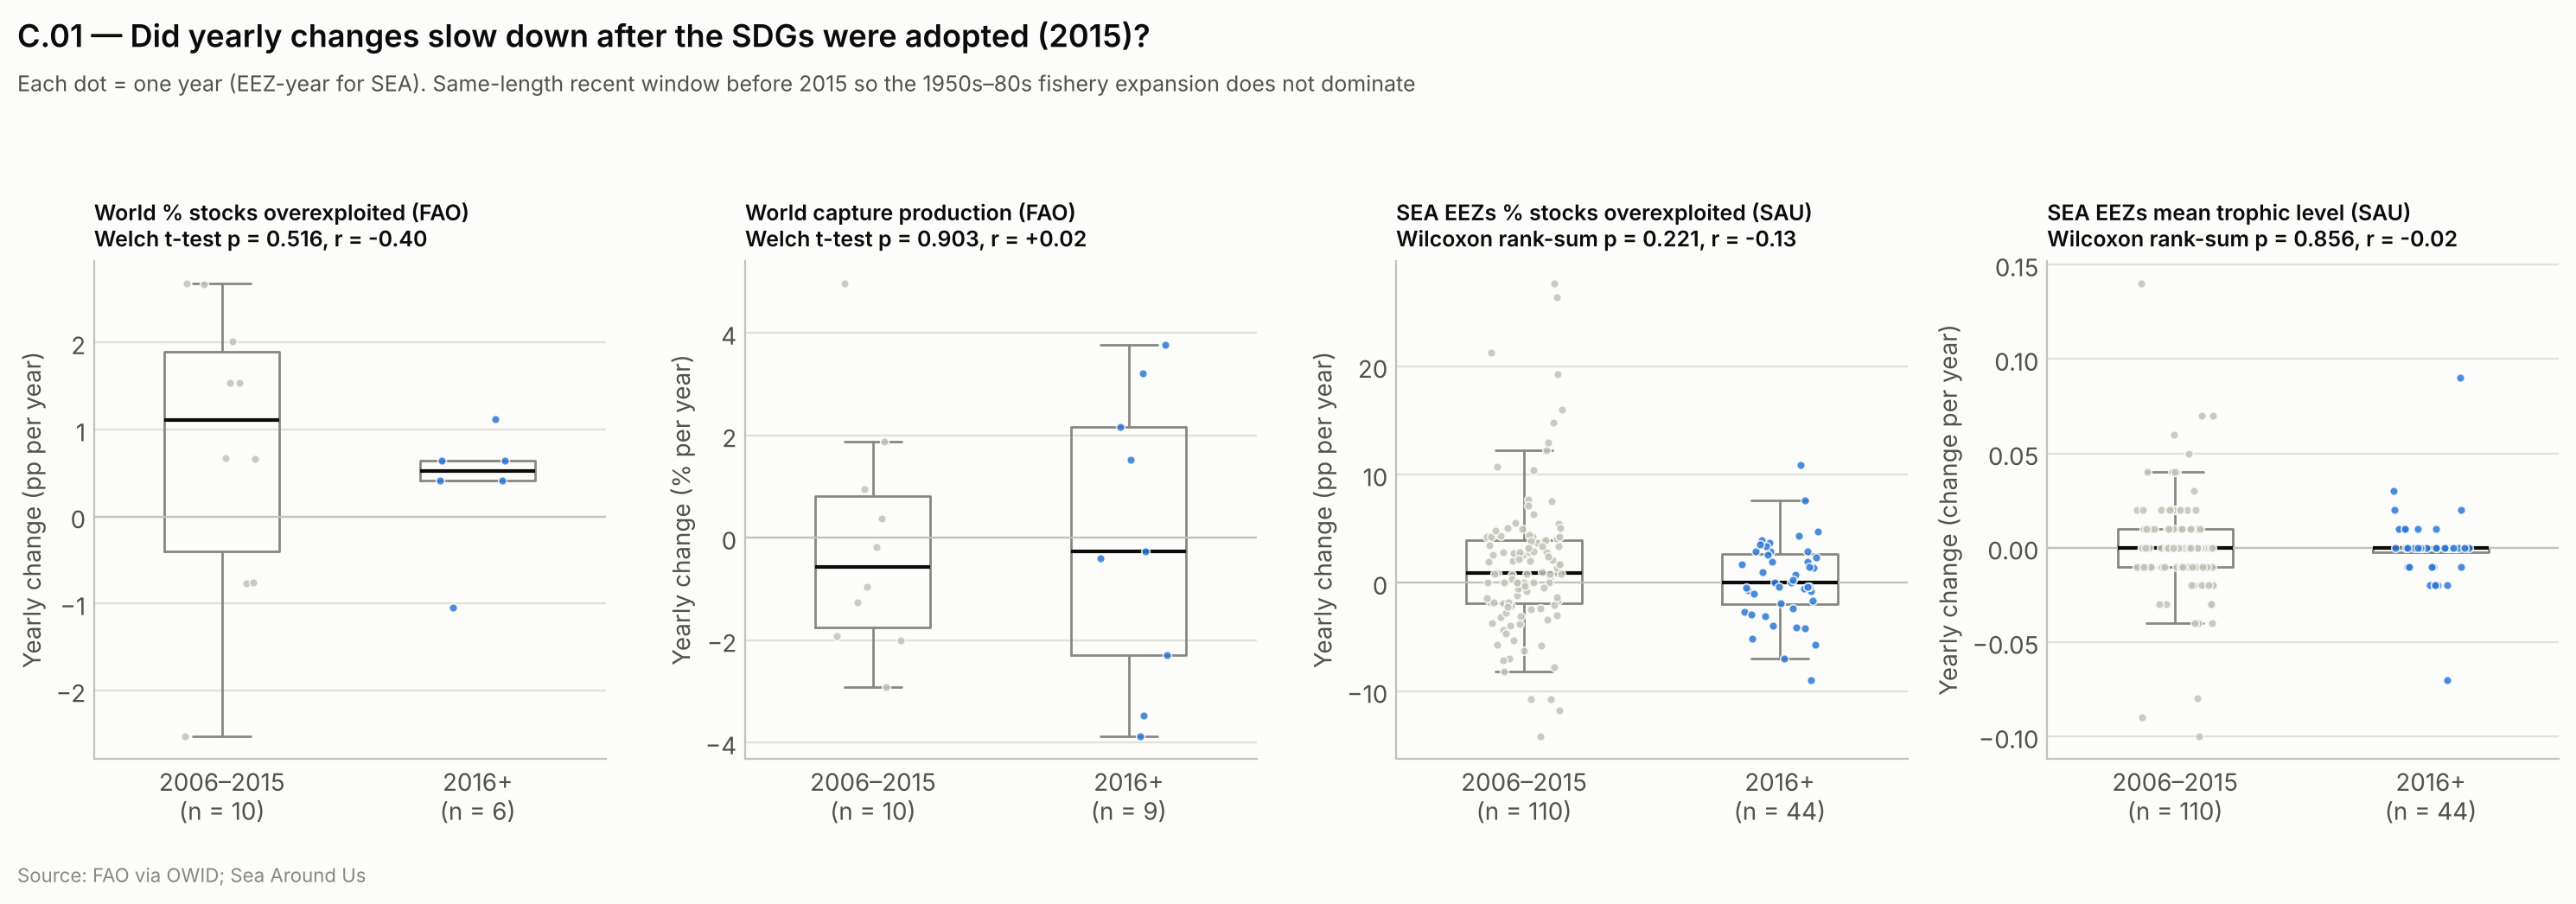 C.01 — Did yearly changes slow down after the SDGs were adopted (2015)?
Each dot = one year (EEZ-year for SEA). Same-length recent window before 2015 so the 1950s–80s fishery expansion does not dominate
World % stocks overexploited (FAO)
Welch t-test p = 0.516, r = -0.40
Yearly change (pp per year)
2
1
0
−1
−2
2006–2015
(n = 10)
2016+
(n = 6)
World capture production (FAO)
Welch t-test p = 0.903, r = +0.02
Yearly change (% per year)
4
2
0
−2
−4
2006–2015
(n = 10)
2016+
(n = 9)
SEA EEZs % stocks overexploited (SAU)
Wilcoxon rank-sum p = 0.221, r = -0.13
Yearly change (pp per year)
20
10
0
−10
2006–2015
(n = 110)
2016+
(n = 44)
SEA EEZs mean trophic level (SAU)
Wilcoxon rank-sum p = 0.856, r = -0.02
Yearly change (change per year)
0.15
0.10
0.05
0.00
−0.05
−0.10
2006–2015
(n = 110)
2016+
(n = 44)
Source: FAO via OWID; Sea Around Us